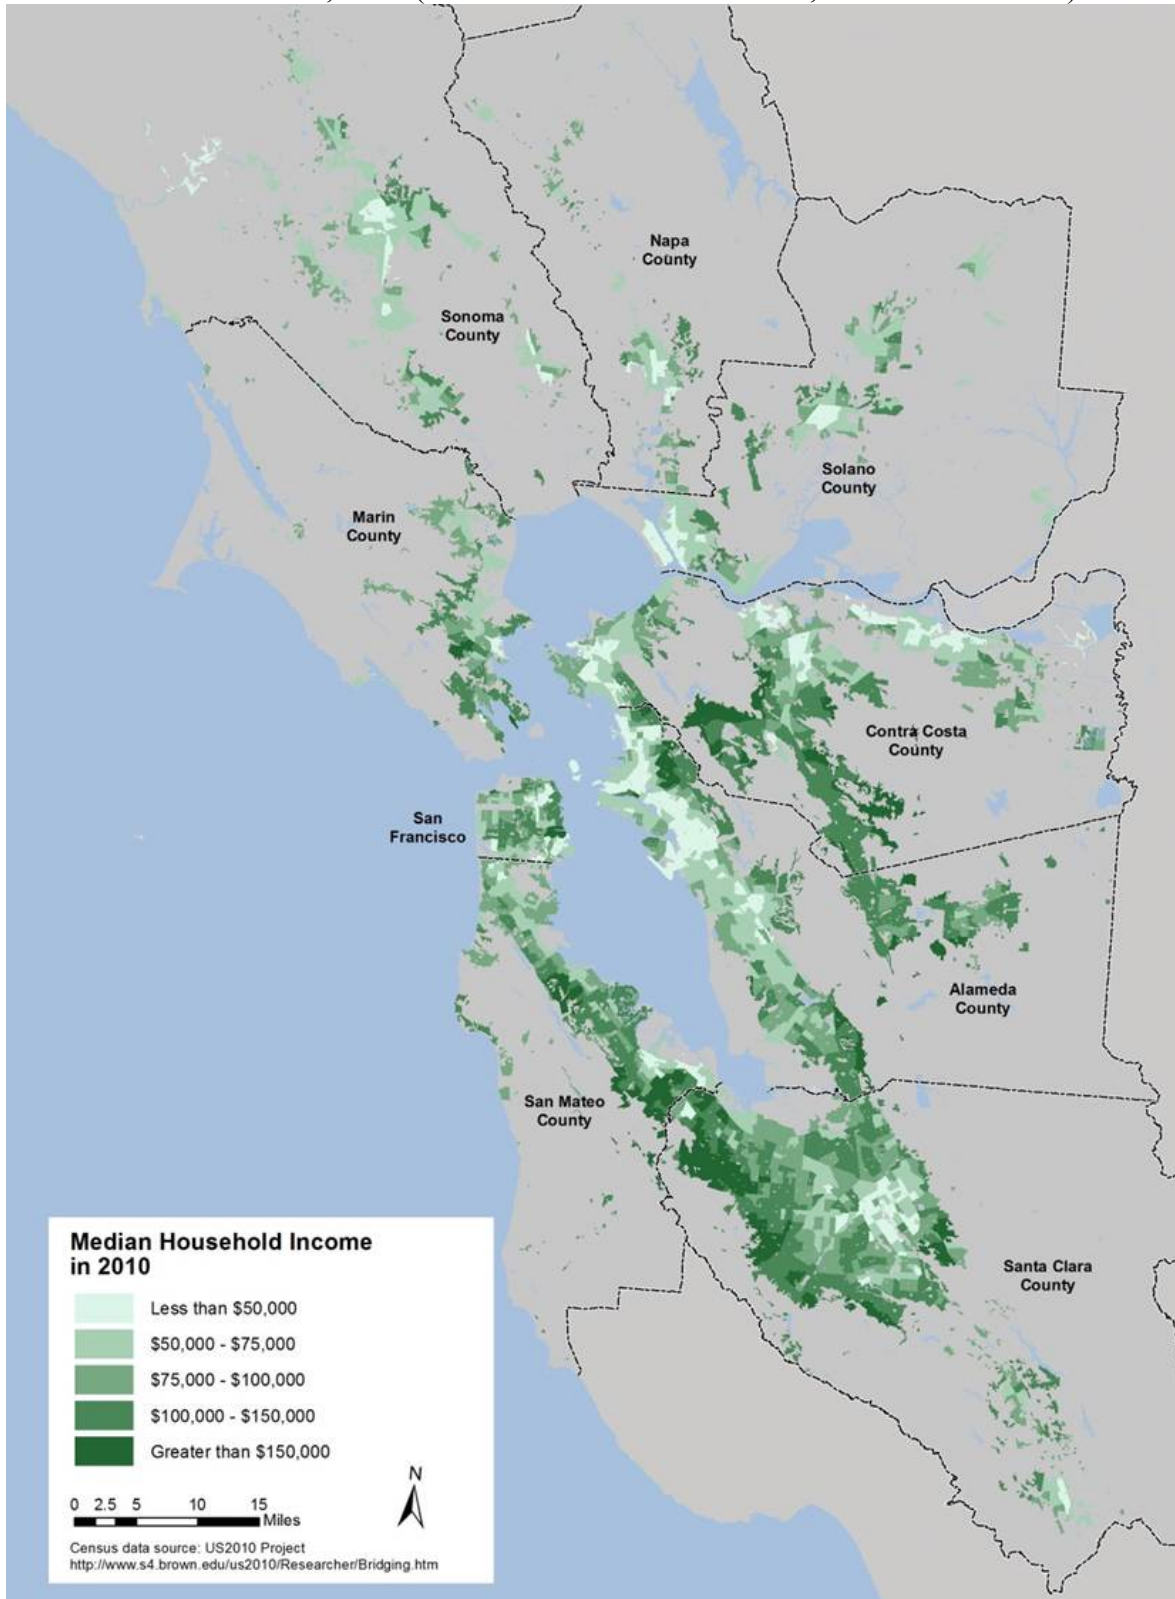 Napa
County
Sonoma
County
Solano
County
Marin
County
Contra Costa
County
San
Francisco
Alameda
County
San Mateo
County
Santa Clara
County
Median Household Income
in 2010
Less than $50,000
$50,000 - $75,000
$75,000 - $100,000
$100,000 - $150,000
Greater than $150,000
N
0 2.5 5 10 15
Miles
Census data source: US2010 Project
http://www.s4.brown.edu/us2010/Researcher/Bridging.htm